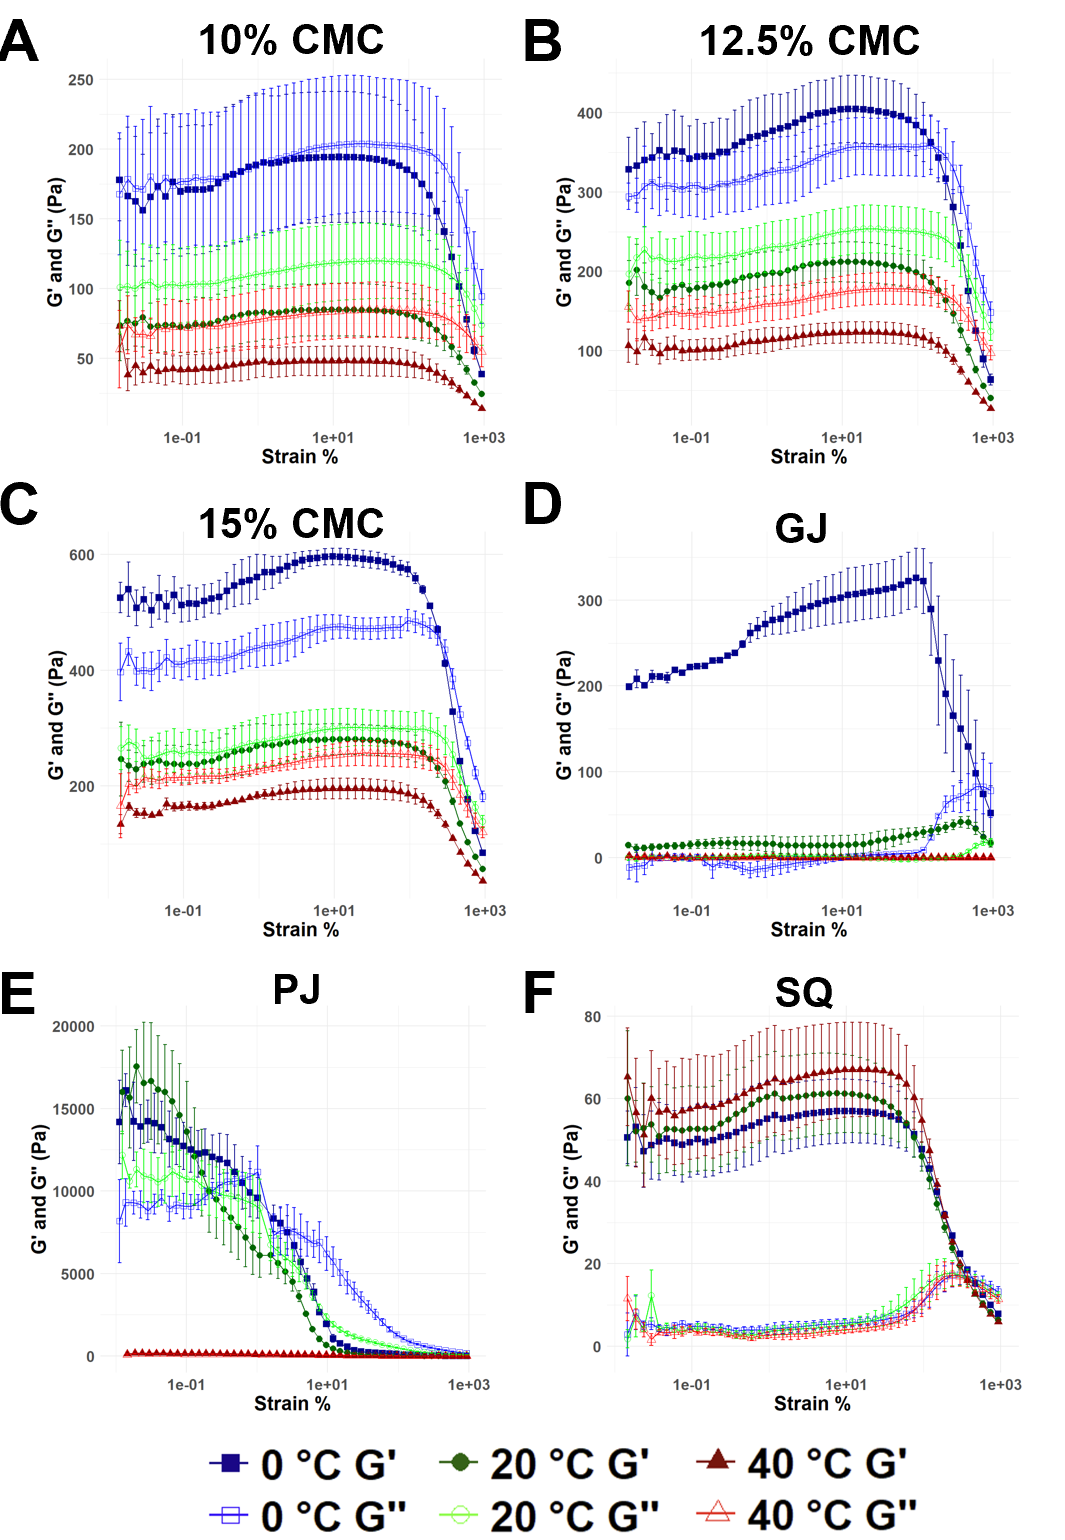 A
10% CMC
B
12.5% CMC
250
200
150
100
50
G' and G'' (Pa)
1e-01
1e+01
1e+03
Strain %
400
300
200
100
G' and G'' (Pa)
1e-01
1e+01
1e+03
Strain %
C
15% CMC
D
GJ
600
400
200
G' and G'' (Pa)
1e-01
1e+01
1e+03
Strain %
300
200
100
0
G' and G'' (Pa)
1e-01
1e+01
1e+03
Strain %
E
PJ
F
SQ
20000
15000
10000
5000
0
G' and G'' (Pa)
1e-01
1e+01
1e+03
Strain %
80
60
40
20
0
G' and G'' (Pa)
1e-01
1e+01
1e+03
Strain %
0 °C G' 20 °C G' 40 °C G'
0 °C G'' 20 °C G'' 40 °C G''